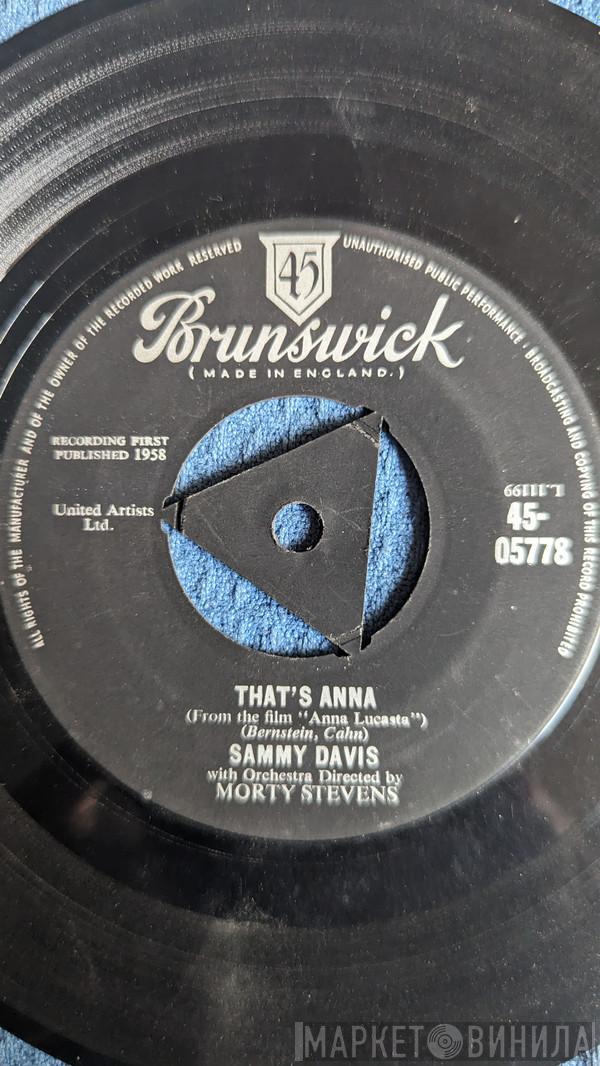 ALL RIGHTS OF THE MANUFACTURER AND OF THE OWNER OF THE RECORDED WORK RESERVED
UNAUTHORISED PUBLIC PERFORMANCE · BROADCASTING AND COPYING OF THIS RECORD PROHIBITED
45
Brunswick
( MADE IN ENGLAND. )
RECORDING FIRST
PUBLISHED 1958
United Artists
Ltd.
L.11199
45-
05778
THAT'S ANNA
(From the film "Anna Lucasta")
(Bernstein, Cahn)
SAMMY DAVIS
with Orchestra Directed by
MORTY STEVENS
МАРКЕТ ВИНИЛА